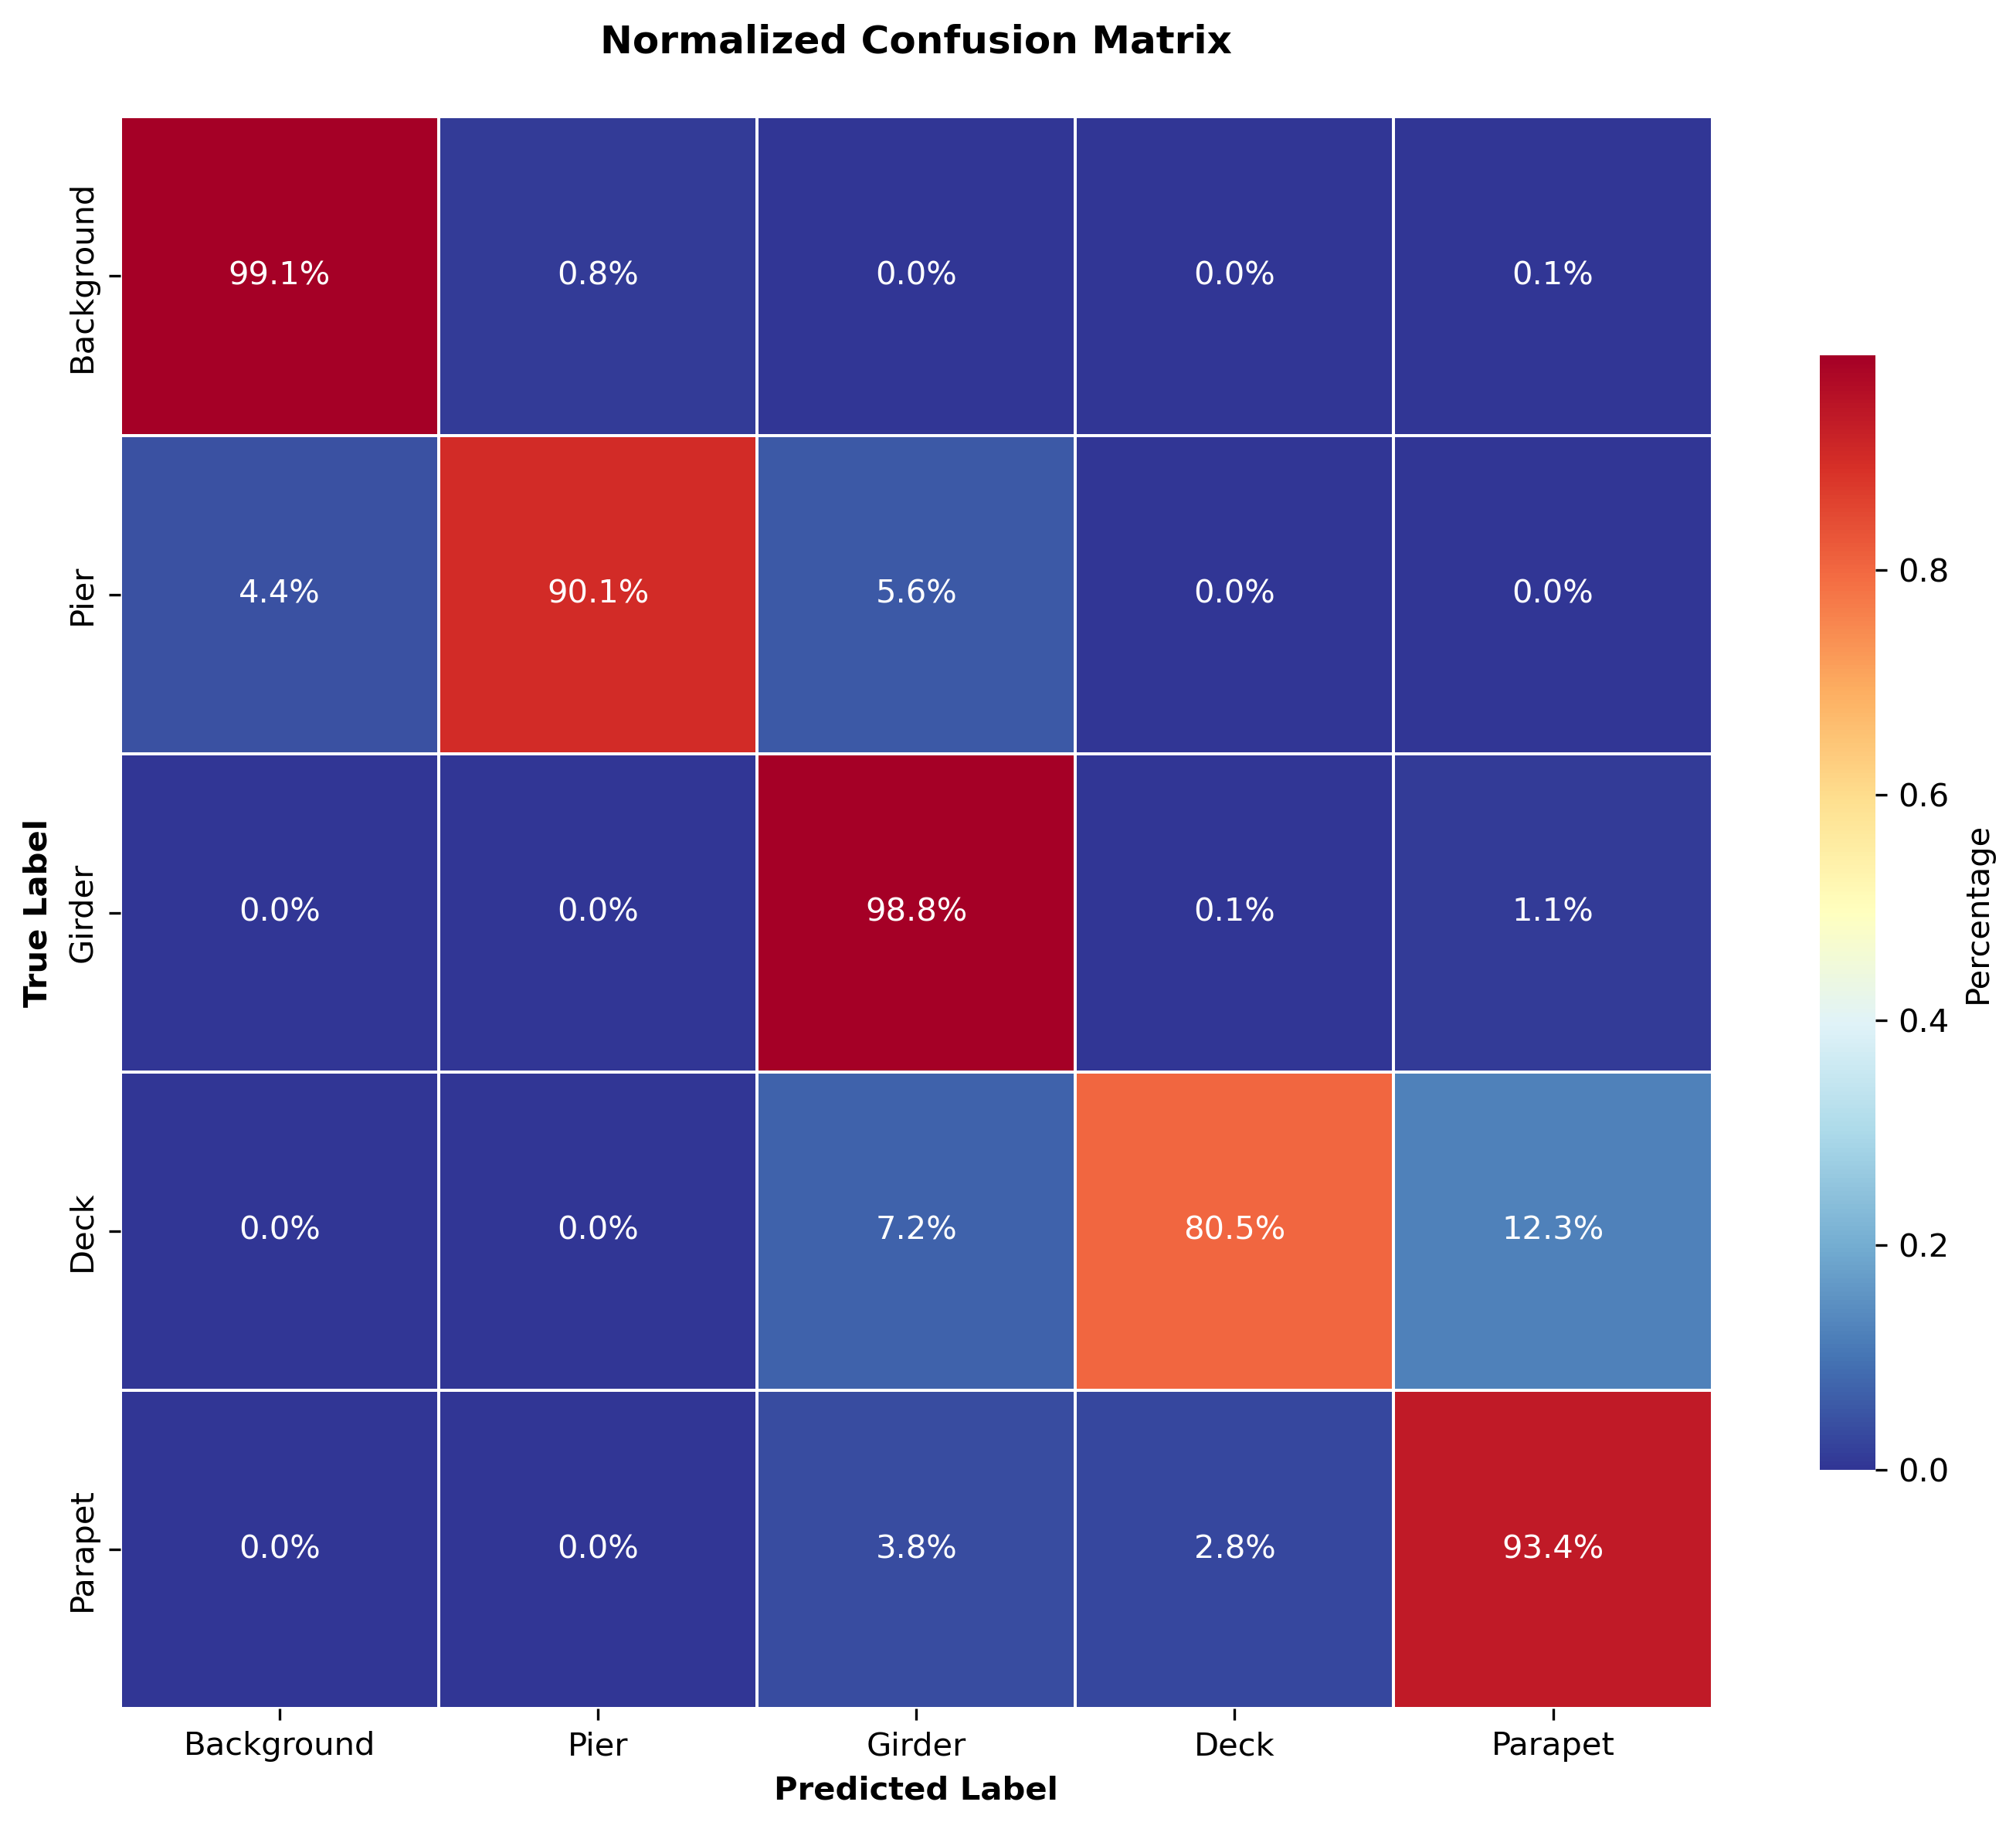 Normalized Confusion Matrix
True Label
Background
99.1% 0.8% 0.0% 0.0% 0.1%
Pier
4.4% 90.1% 5.6% 0.0% 0.0%
Girder
0.0% 0.0% 98.8% 0.1% 1.1%
Deck
0.0% 0.0% 7.2% 80.5% 12.3%
Parapet
0.0% 0.0% 3.8% 2.8% 93.4%
Background Pier Girder Deck Parapet
Predicted Label
0.8
0.6
0.4
0.2
0.0
Percentage